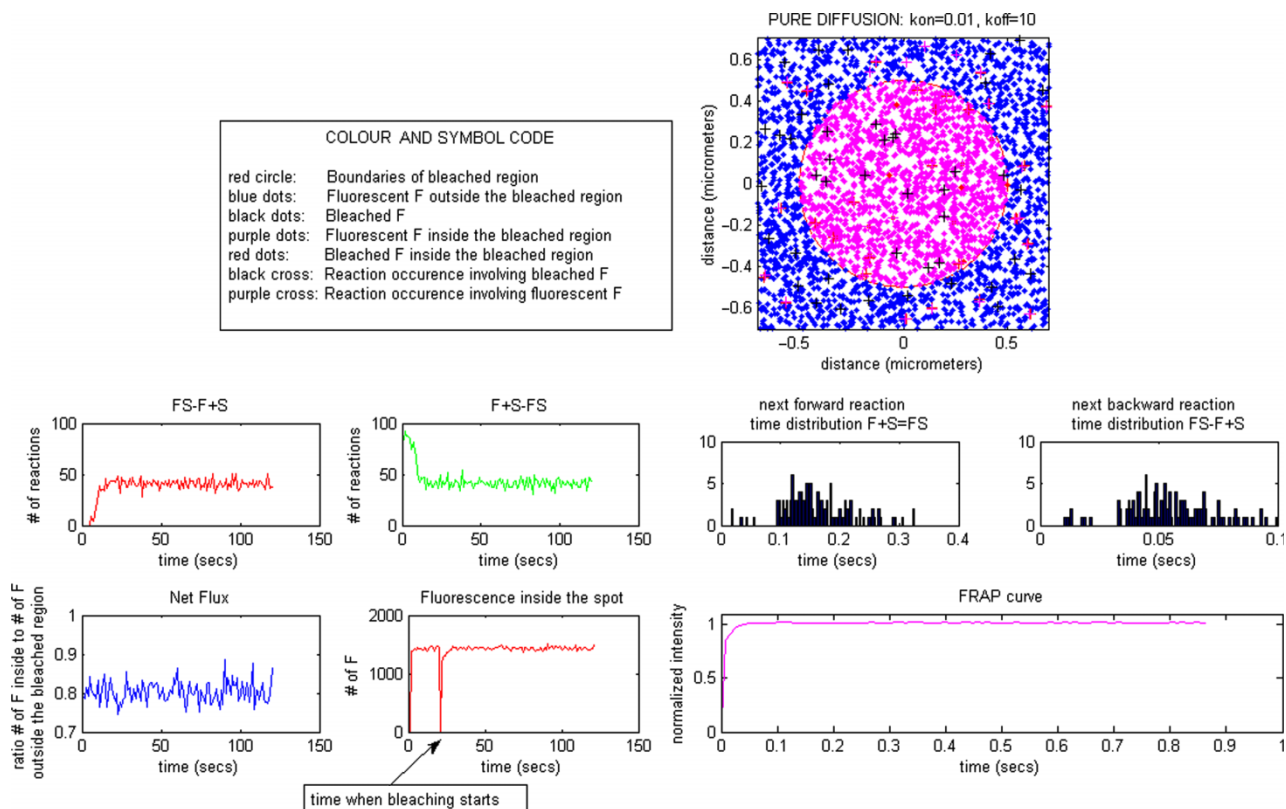 PURE DIFFUSION: kon=0.01, koff=10
0.6
0.4
0.2
0
−0.2
−0.4
−0.6
distance (micrometers)
−0.5
0
0.5
distance (micrometers)
COLOUR AND SYMBOL CODE
red circle: Boundaries of bleached region
blue dots: Fluorescent F outside the bleached region
black dots: Bleached F
purple dots: Fluorescent F inside the bleached region
red dots: Bleached F inside the bleached region
black cross: Reaction occurence involving bleached F
purple cross: Reaction occurence involving fluorescent F
FS-F+S
100
50
0
# of reactions
0 50 100 150
time (secs)
F+S-FS
100
50
0
# of reactions
0 50 100 150
time (secs)
next forward reaction
time distribution F+S=FS
10
5
0
0 0.1 0.2 0.3 0.4
time (secs)
next backward reaction
time distribution FS-F+S
10
5
0
0 0.05 0.1
time (secs)
Net Flux
1
0.9
0.8
0.7
ratio # of F inside to # of F
outside the bleached region
0 50 100 150
time (secs)
Fluorescence inside the spot
2000
1000
0
# of F
0 50 100 150
time (secs)
time when bleaching starts
FRAP curve
1
0.5
0
normalized intensity
0 0.1 0.2 0.3 0.4 0.5 0.6 0.7 0.8 0.9 1
time (secs)